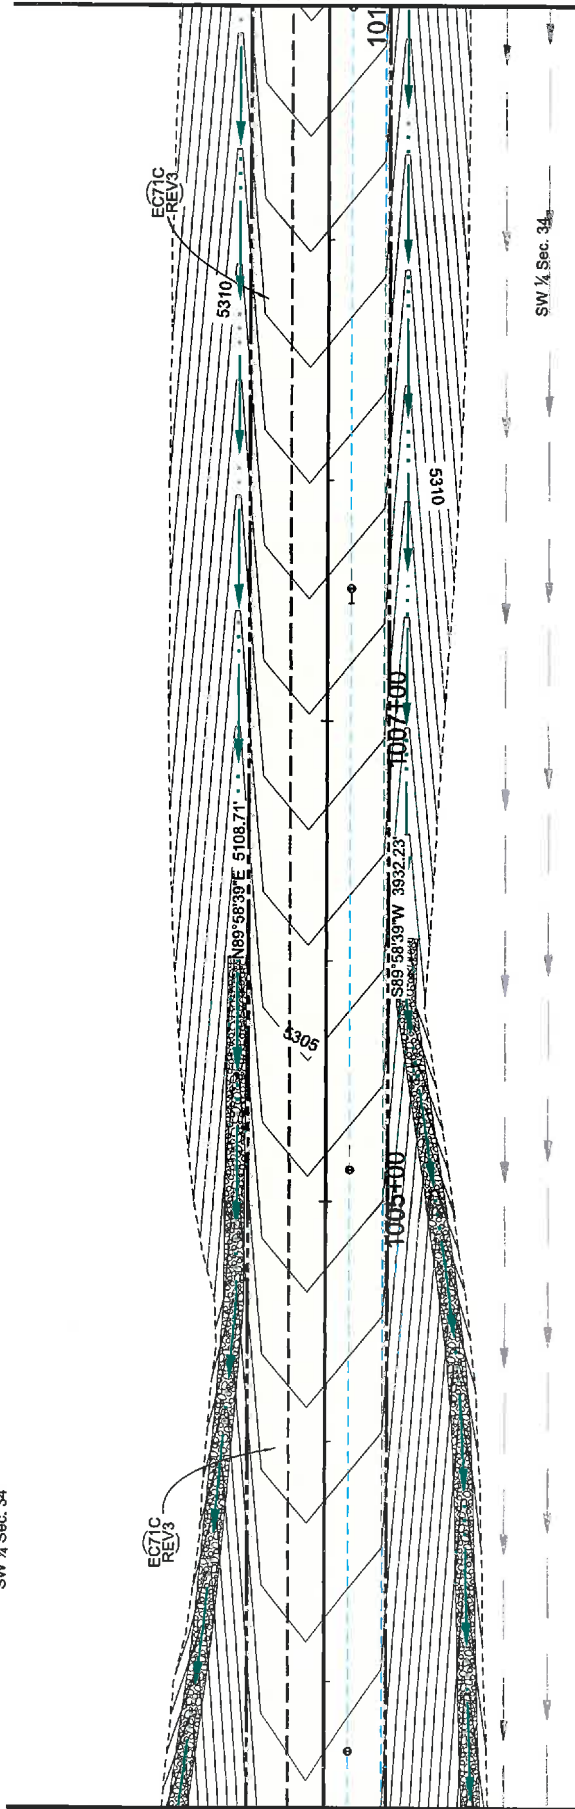 101
EC71C
REV3
5310
SW ¼ Sec. 34
5310
1007+00
N89°58'39"E 5108.71'
S89°58'39"W 3932.23'
5305
1005+00
EC71C
REV3
SW ¼ Sec. 34